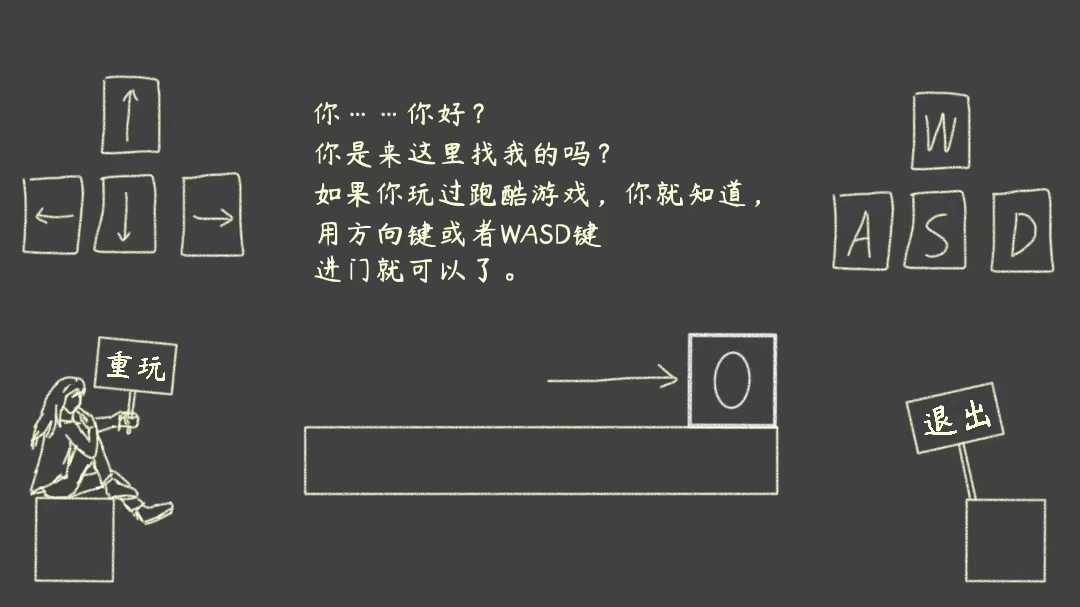 ↑
← ↓ →
你……你好？
你是来这里找我的吗？
如果你玩过跑酷游戏，你就知道，
用方向键或者WASD键
进门就可以了。
W
A S D
重玩
0
退出